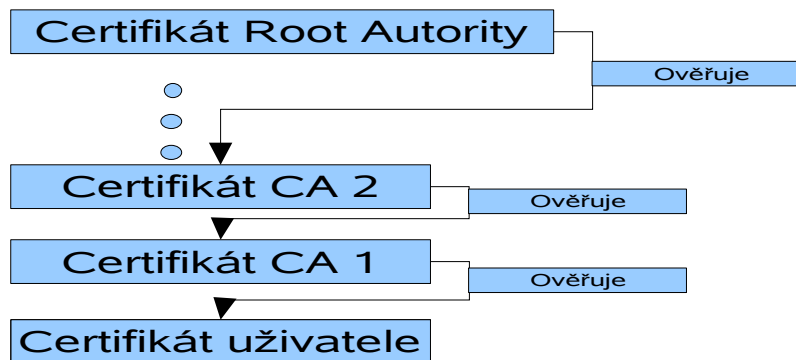 Certifikát Root Autority
Ověřuje
Certifikát CA 2
Ověřuje
Certifikát CA 1
Ověřuje
Certifikát uživatele